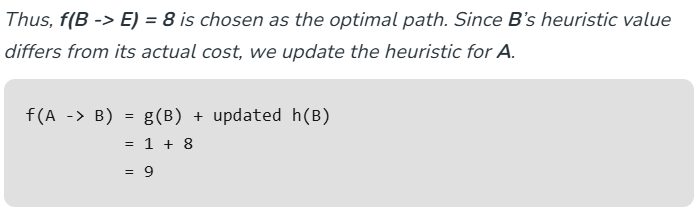 Thus, f(B -> E) = 8 is chosen as the optimal path. Since B’s heuristic value
differs from its actual cost, we update the heuristic for A.
f(A -> B) = g(B) + updated h(B)
= 1 + 8
= 9